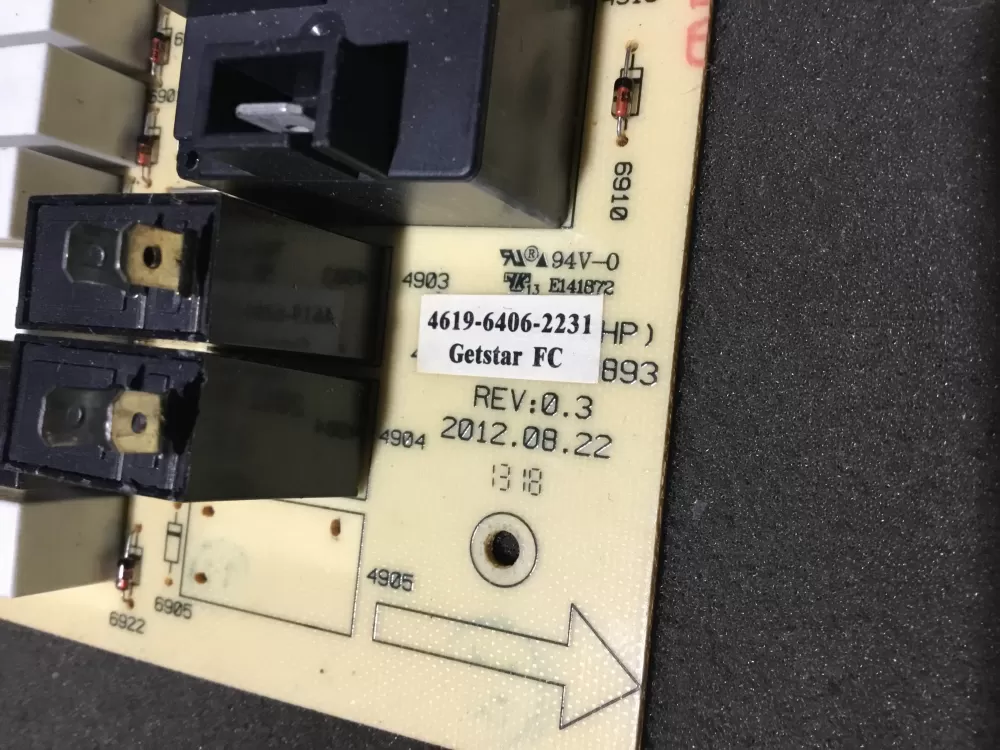 6910
94V-0
13 E141872
4903
4619-6406-2231
Getstar FC
HP)
893
REV:0.3
2012.08.22
4904
1318
4905
6905
6922